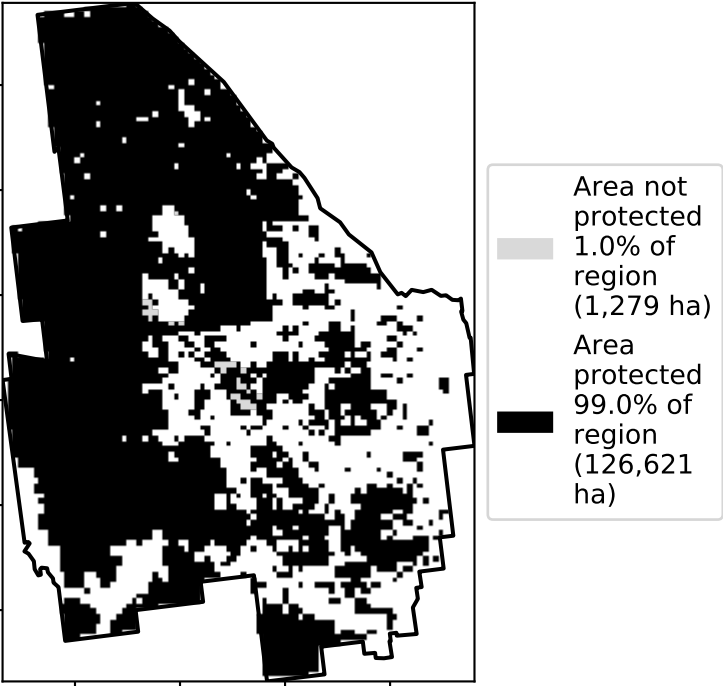 Area not
protected
1.0% of
region
(1,279 ha)
Area
protected
99.0% of
region
(126,621
ha)